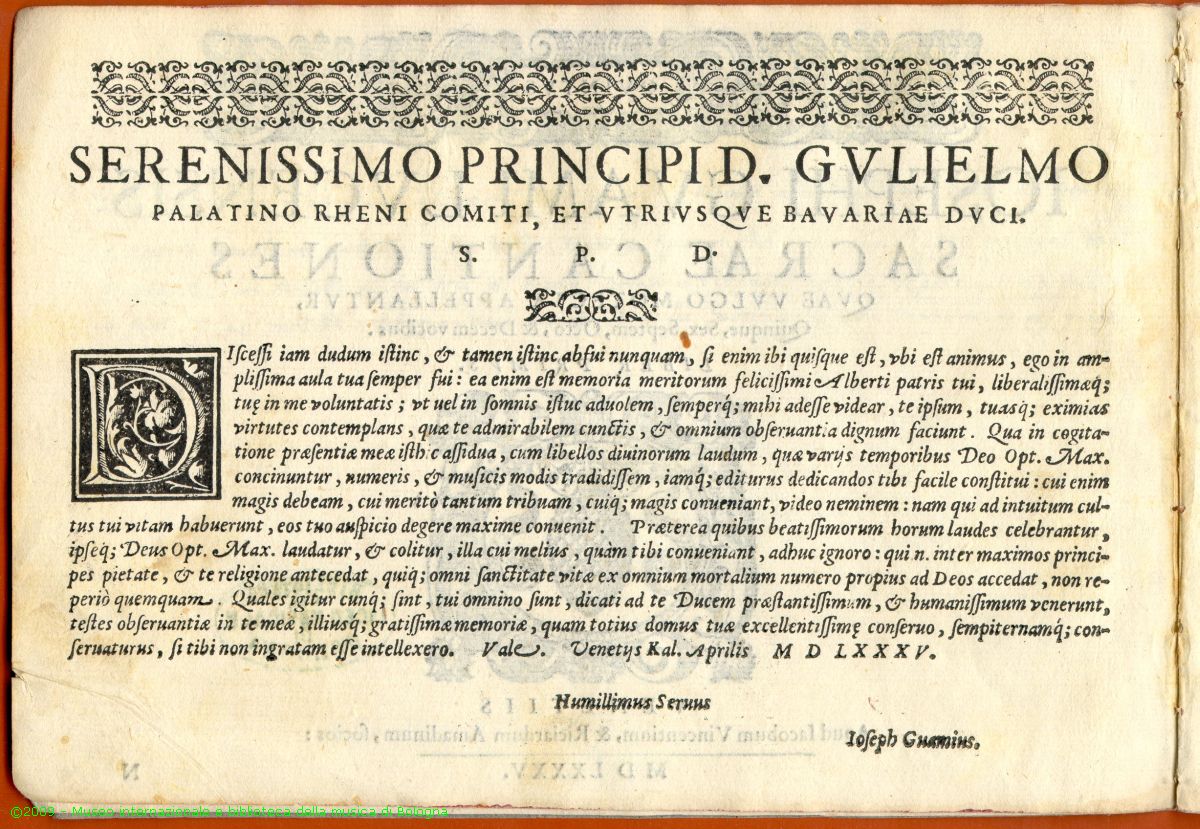 SERENISSIMO PRINCIPI D. GVLIELMO
PALATINO RHENI COMITI, ET VTRIVSQVE BAVARIAE DVCI.
S. P. D.
DIscessi iam dudum istinc, & tamen istinc abfui nunquam, si enim ibi quisque est, vbi est animus, ego in am-
plissima aula tua semper fui: ea enim est memoria meritorum felicissimi Alberti patris tui, liberalissimæq;
tuę in me voluntatis; vt uel in somnis istuc aduolem, semperq; mihi adesse videar, te ipsum, tuasq; eximias
virtutes contemplans, quæ te admirabilem cunctis, & omnium obseruantia dignum faciunt. Qua in cogita-
tione præsentiæ meæ isthic assidua, cum libellos diuinorum laudum, quæ varijs temporibus Deo Opt. Max.
concinuntur, numeris, & musicis modis tradidissem, iamq; editurus dedicandos tibi facile constitui: cui enim
magis debeam, cui meritò tantum tribuam, cuiq; magis conueniant, video neminem: nam qui ad intuitum cul-
tus tui vitam habuerunt, eos tuo auspicio degere maxime conuenit. Præterea quibus beatissimorum horum laudes celebrantur,
ipseq; Deus Opt. Max. laudatur, & colitur, illa cui melius, quàm tibi conueniant, adhuc ignoro: qui n. inter maximos princi-
pes pietate, & te religione antecedat, quiq; omni sanctitate vitæ ex omnium mortalium numero propius ad Deos accedat, non re-
periò quemquam. Quales igitur cunq; sint, tui omnino sunt, dicati ad te Ducem præstantissimum, & humanissimum venerunt,
testes obseruantiæ in te meæ, illiusq; gratissimæ memoriæ, quam totius domus tuæ excellentissimę conseruo, sempiternamq; con-
seruaturus, si tibi non ingratam esse intellexero. Vale. Venetijs Kal. Aprilis M D LXXXV.
Humillimus Seruus
Ioseph Guamius.
©2009 - Museo internazionale e biblioteca della musica di Bologna